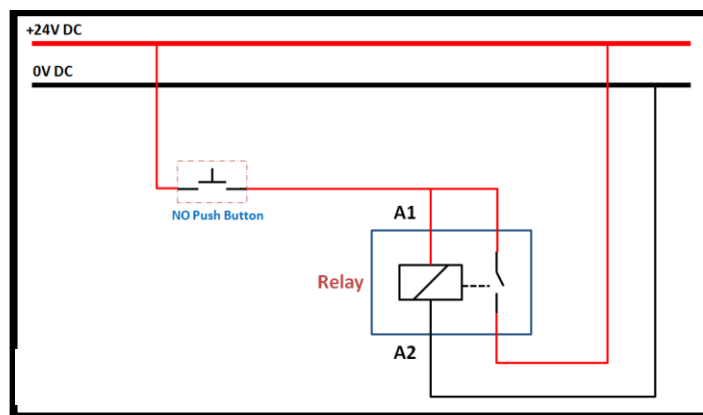 +24V DC
0V DC
NO Push Button
A1
Relay
A2